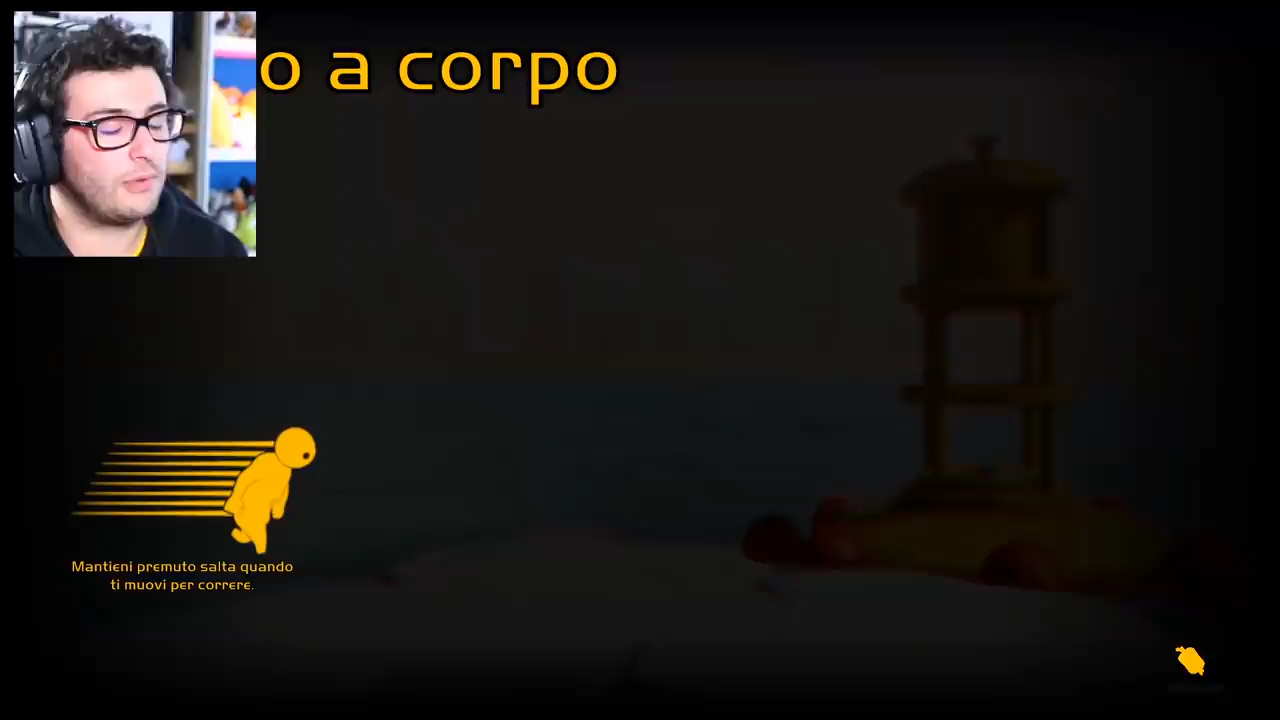 o a corpo
Mantieni premuto salta quando
ti muovi per correre.